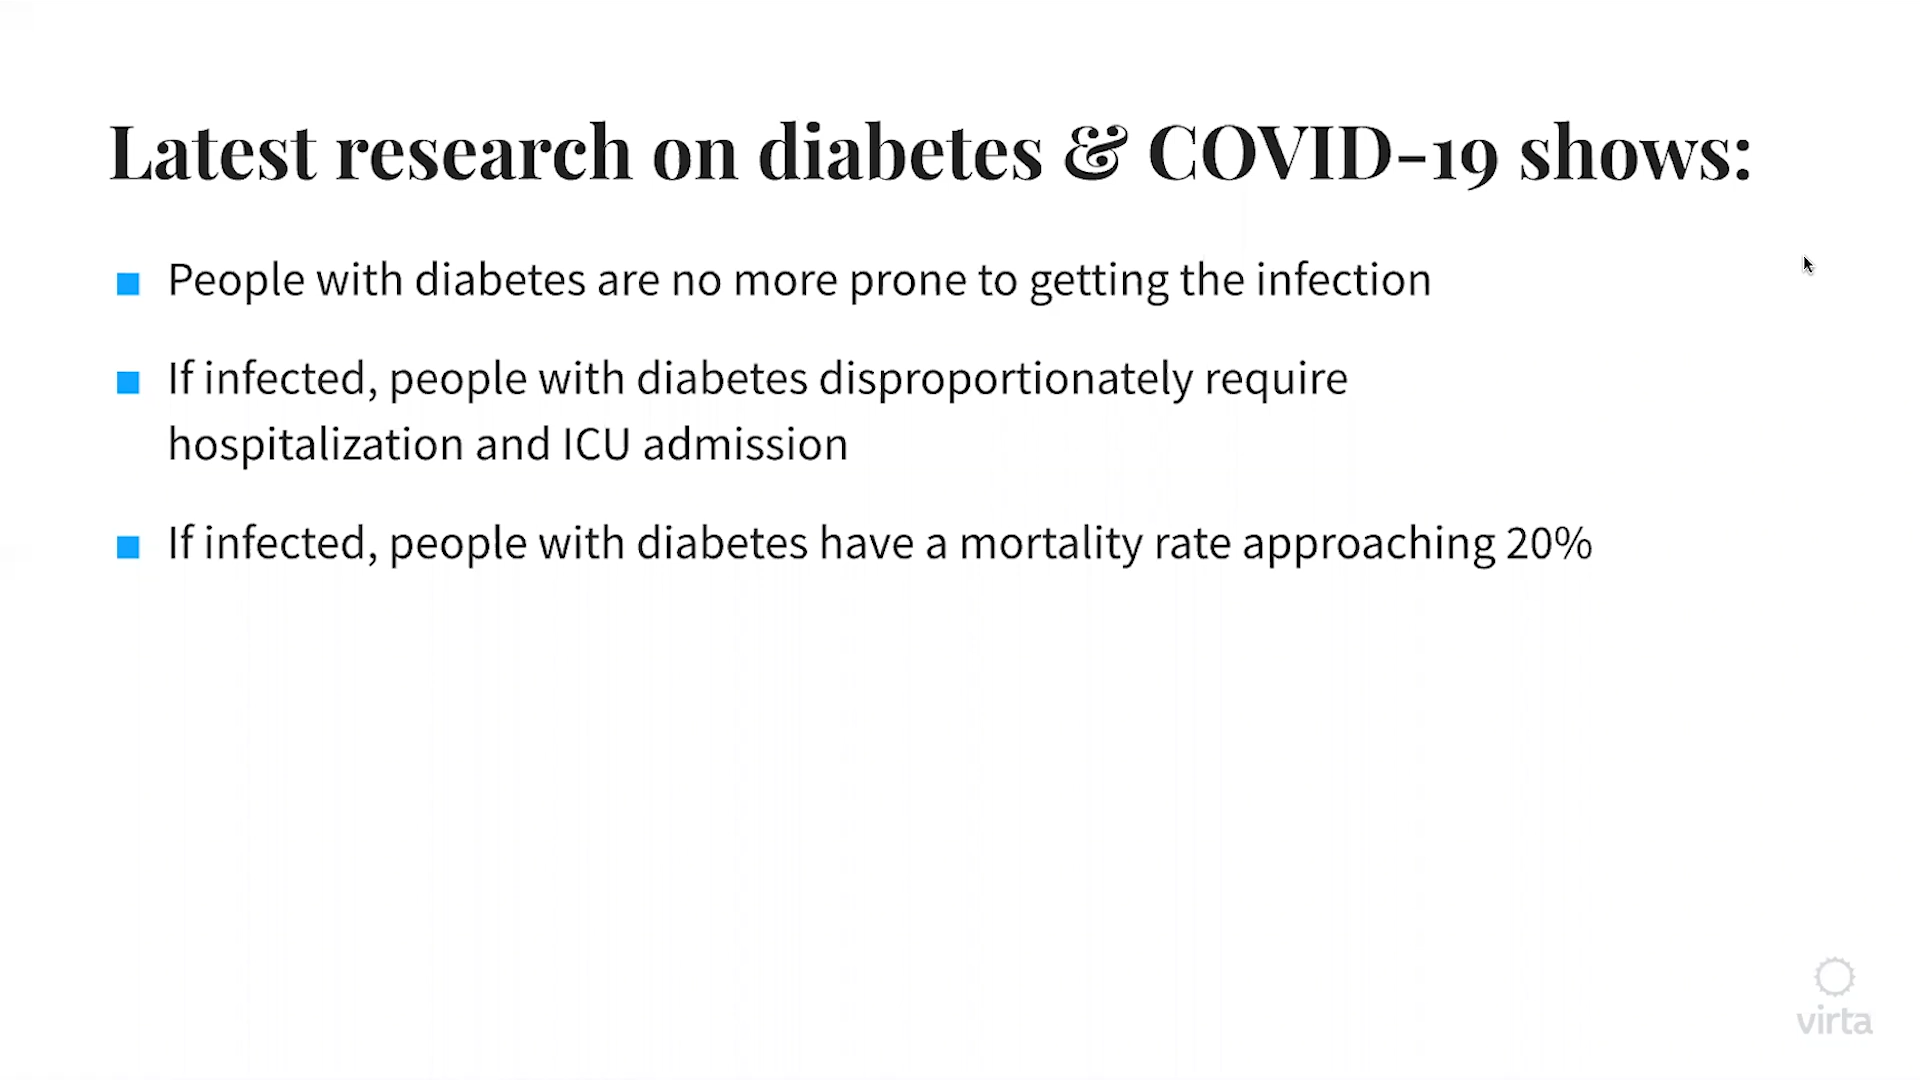 Latest research on diabetes & COVID-19 shows:
People with diabetes are no more prone to getting the infection
If infected, people with diabetes disproportionately require
hospitalization and ICU admission
If infected, people with diabetes have a mortality rate approaching 20%
virta